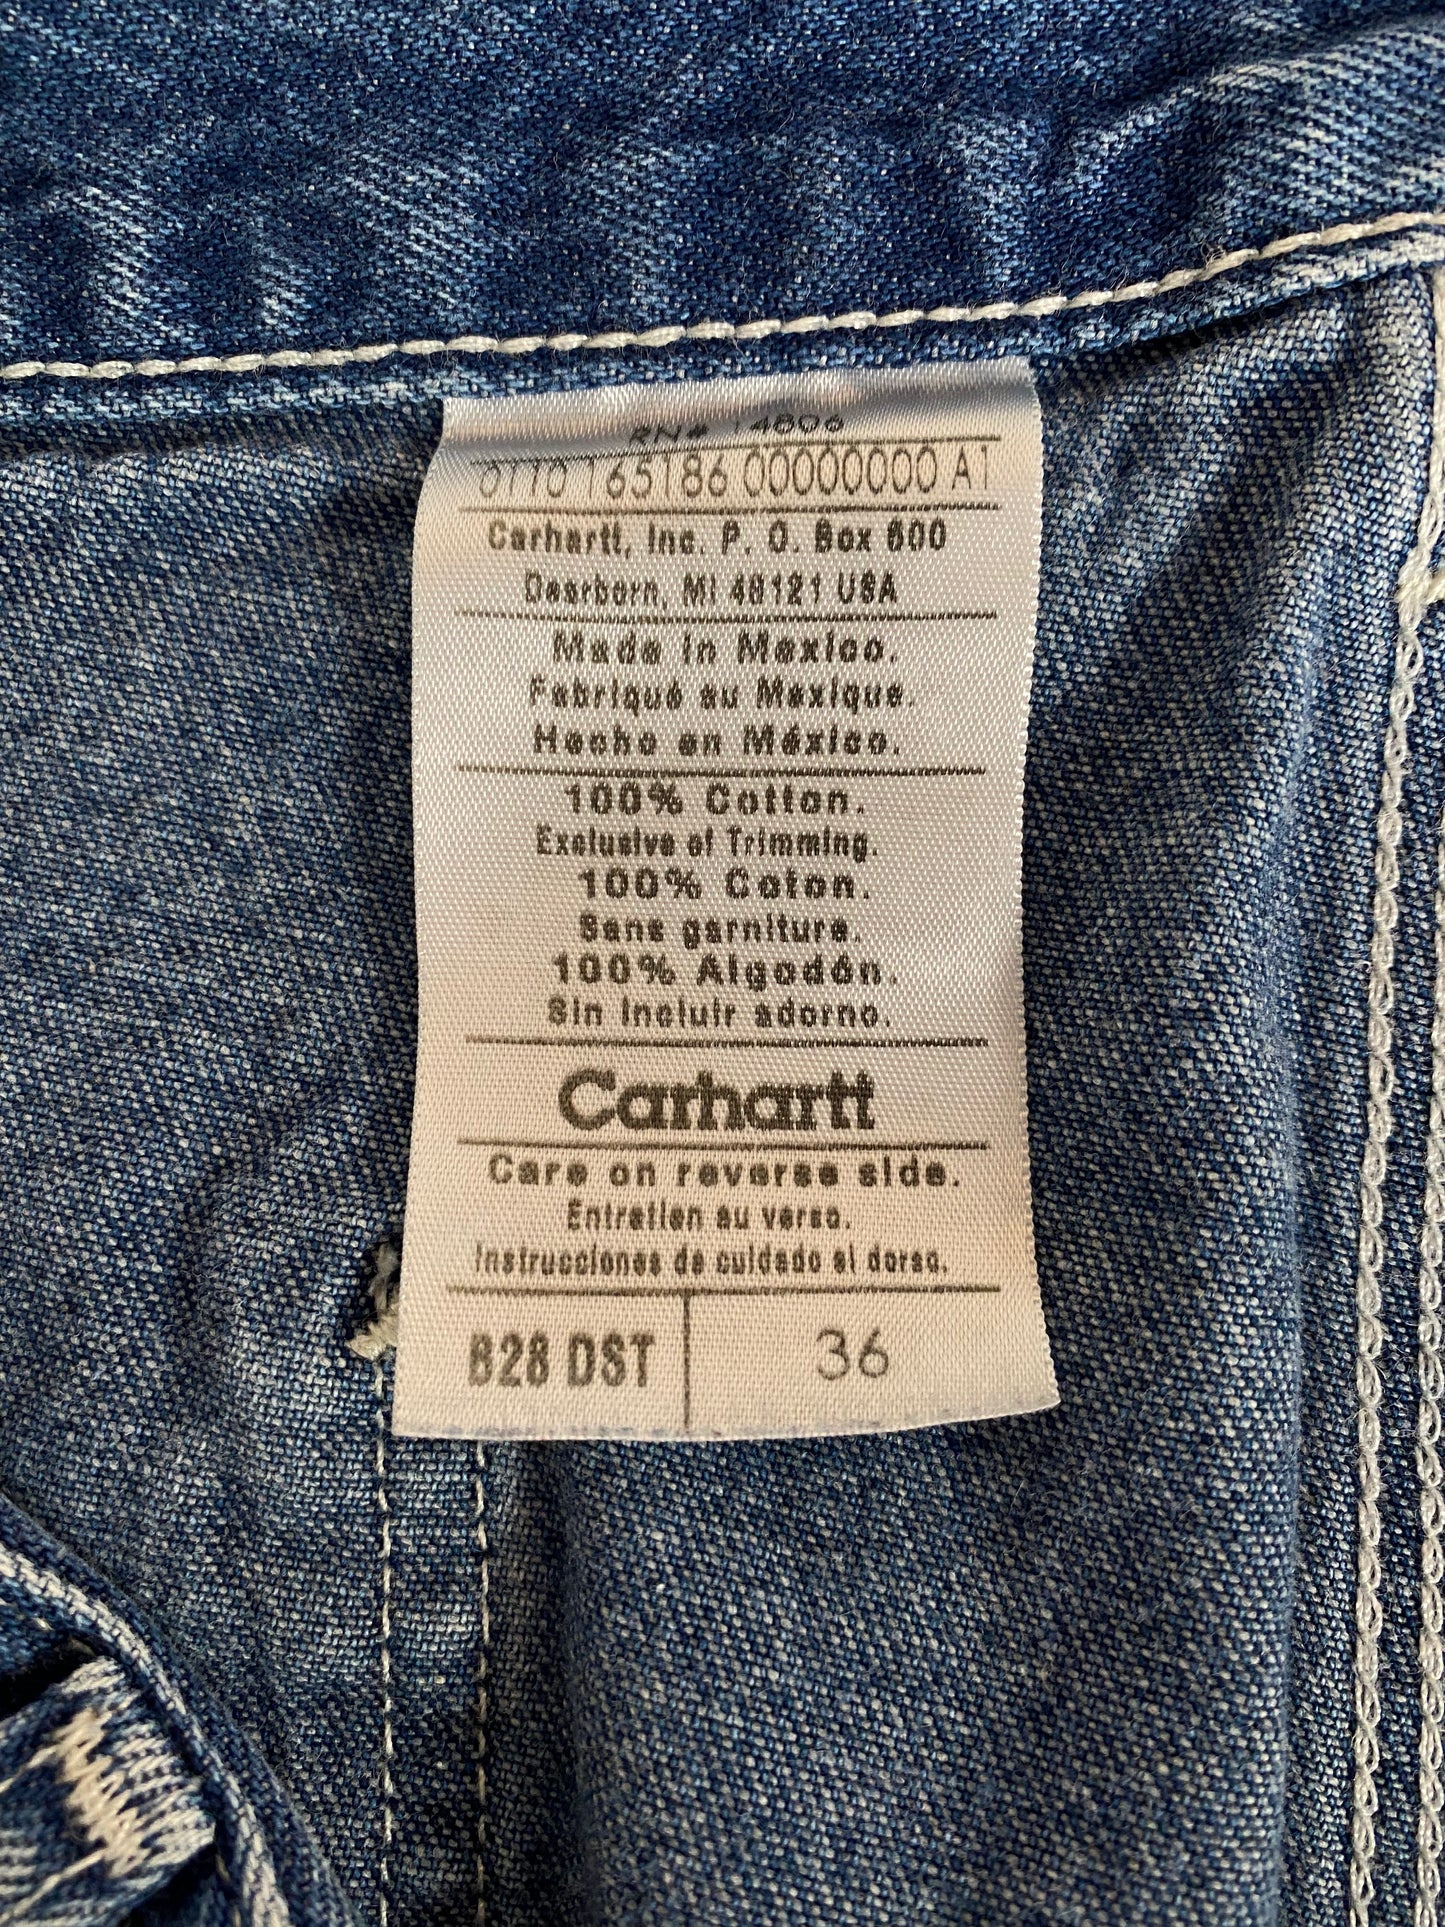 RN# 14806
0110 165186 00000000 A1
Carhartt, Inc. P. O. Box 600
Dearborn, MI 48121 USA
Made in Mexico.
Fabriqué au Mexique.
Hecho en México.
100% Cotton.
Exclusive of Trimming.
100% Coton.
Sans garniture.
100% Algodón.
Sin incluir adorno.
Carhartt
Care on reverse side.
Entretien au verso.
Instrucciones de cuidado al dorso.
B28 DST 36